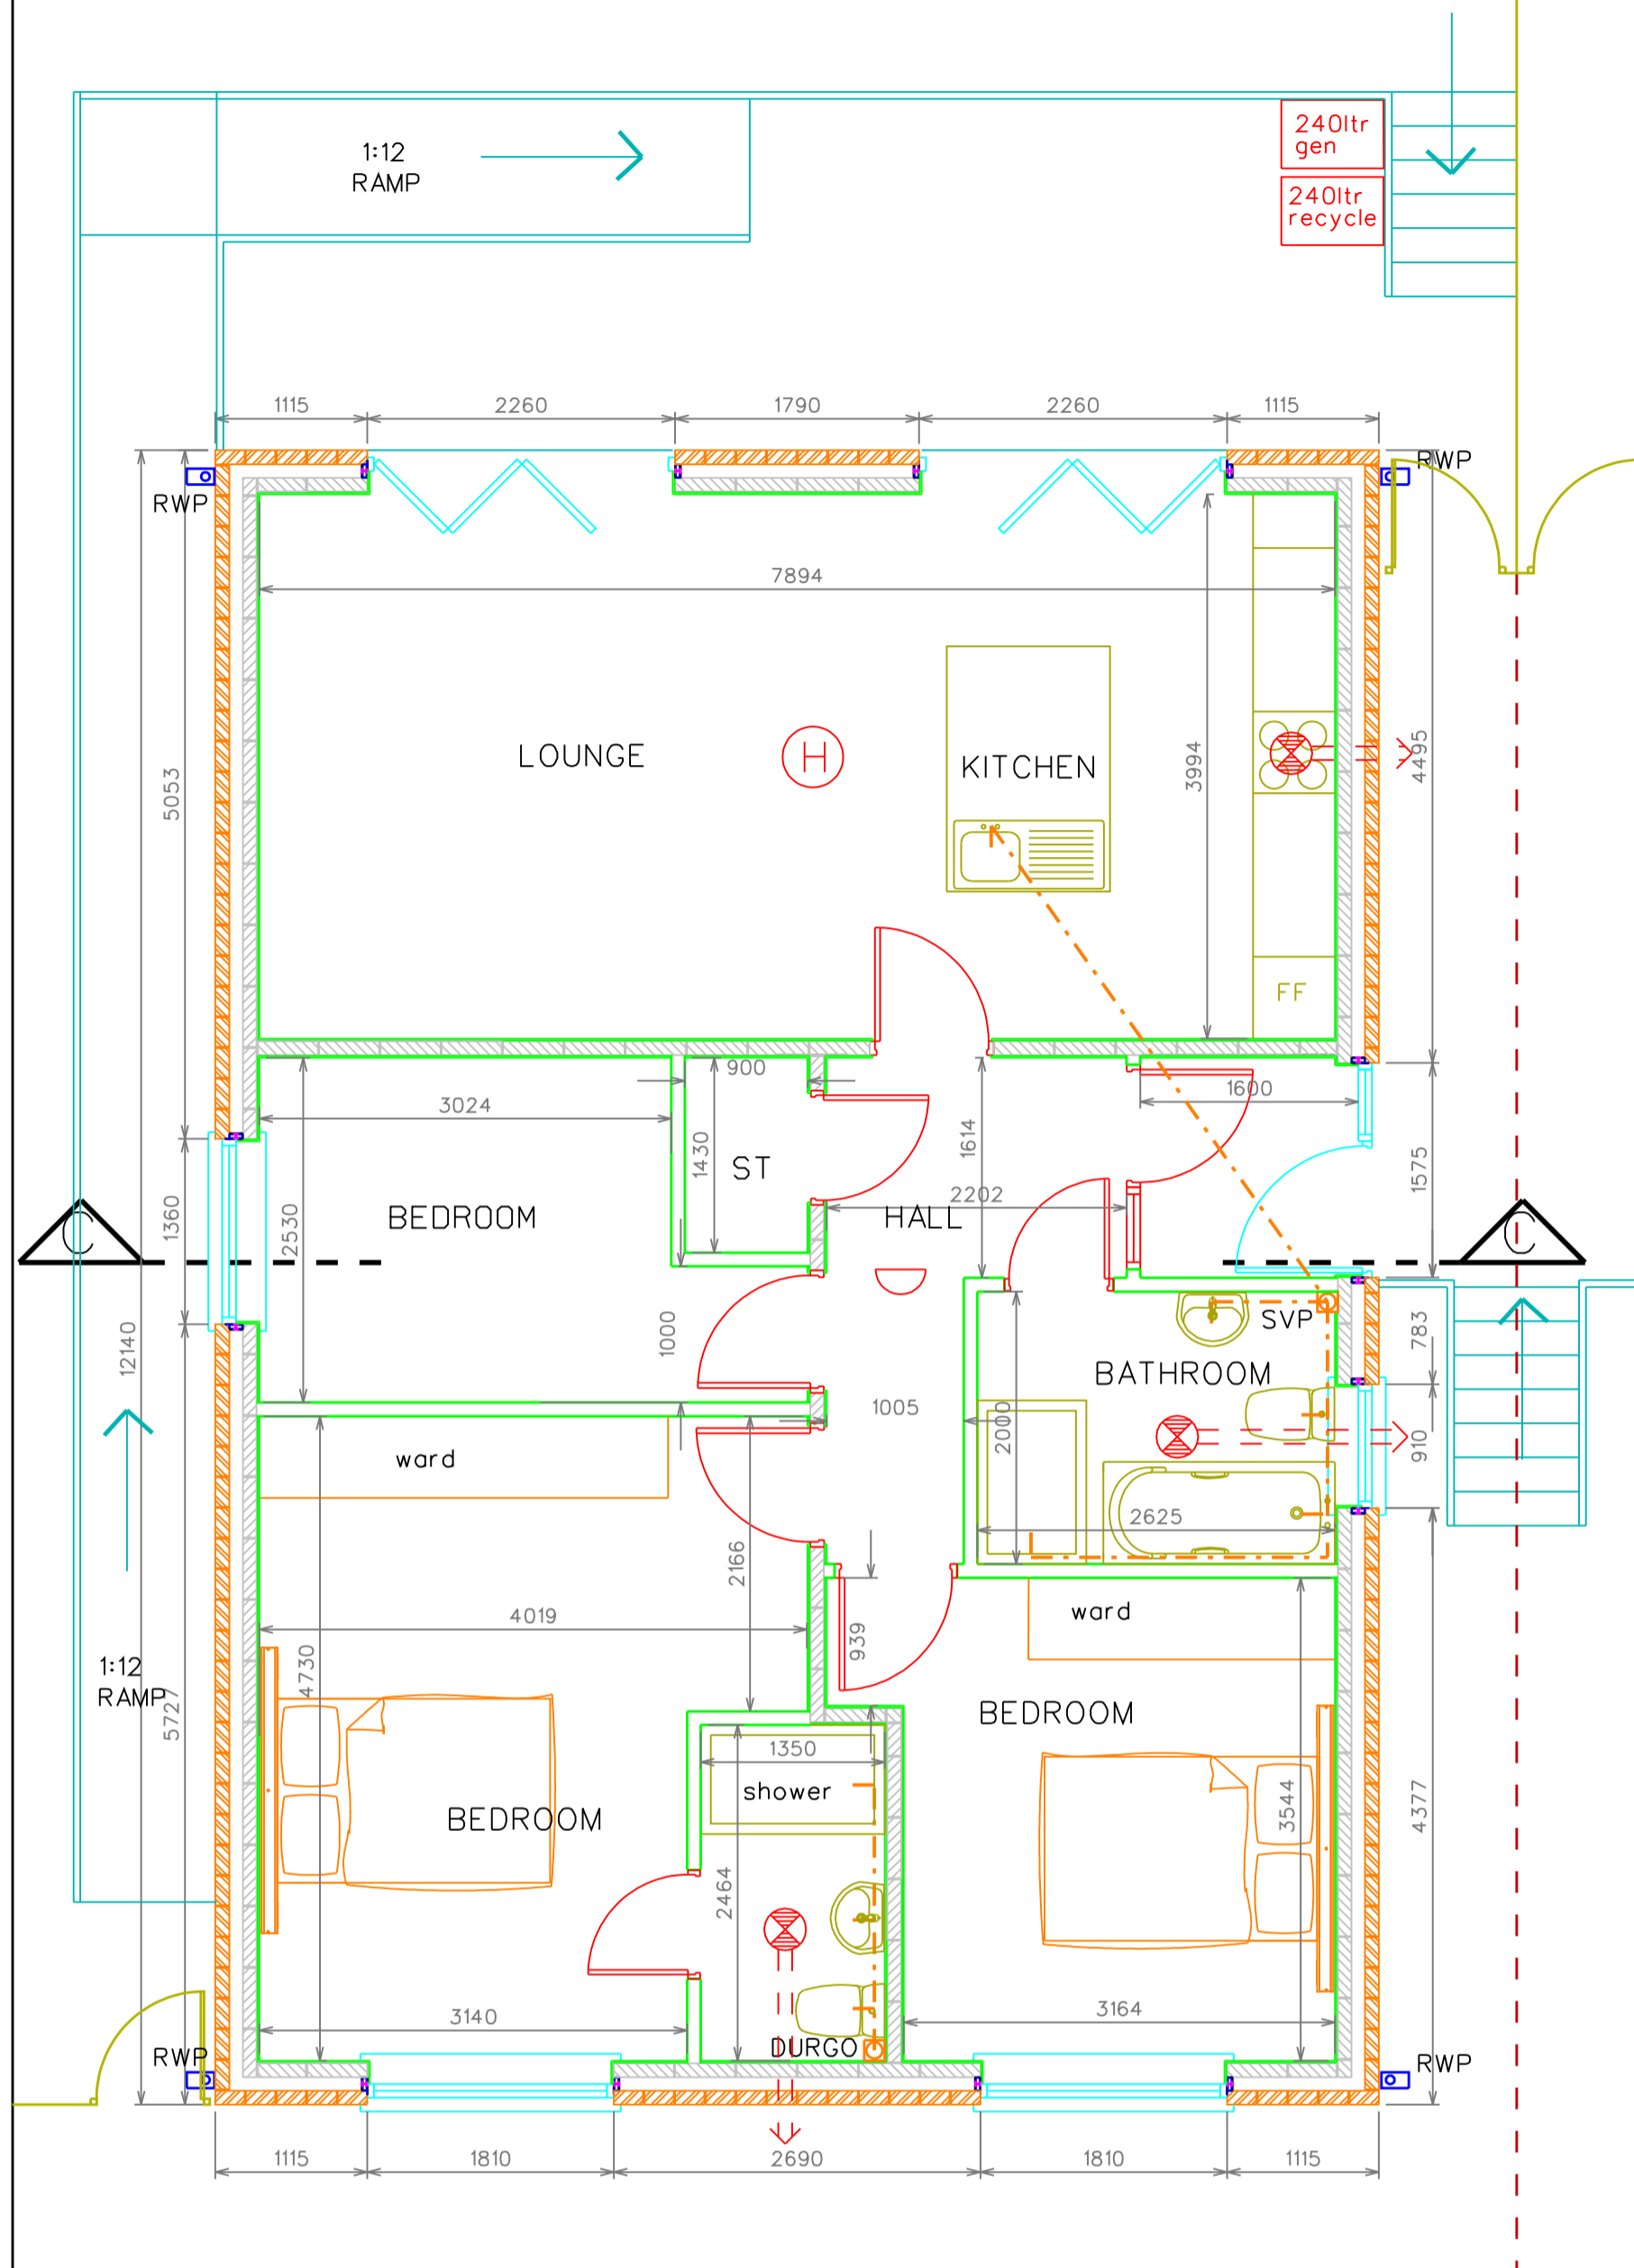 240ltr
gen
1:12
RAMP
240ltr
recycle
1115
2260
1790
2260
1115
RWP
RWP
7894
LOUNGE
H
KITCHEN
3994
4495
5053
FF
900
3024
1600
1430
ST
1614
1575
2202
BEDROOM
HALL
2530
1360
C
C
12140
1000
SVP
783
BATHROOM
1005
2000
910
ward
2625
2166
4019
ward
939
4730
1:12
RAMP
5727
BEDROOM
1350
shower
BEDROOM
3544
4377
2464
3140
3164
DURGO
RWP
RWP
1115
1810
2690
1810
1115